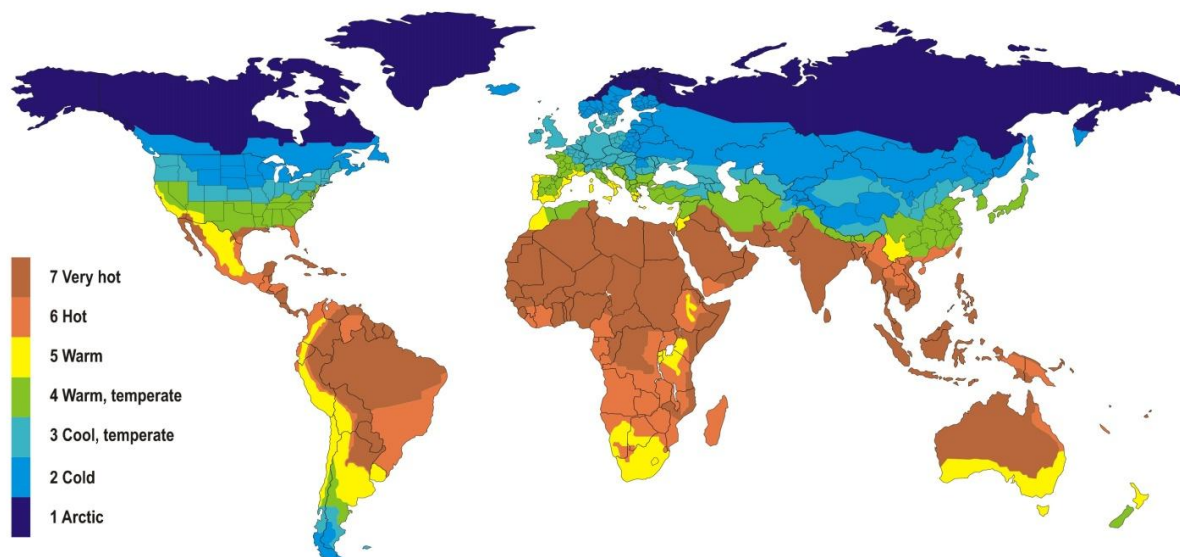 7 Very hot
6 Hot
5 Warm
4 Warm, temperate
3 Cool, temperate
2 Cold
1 Arctic